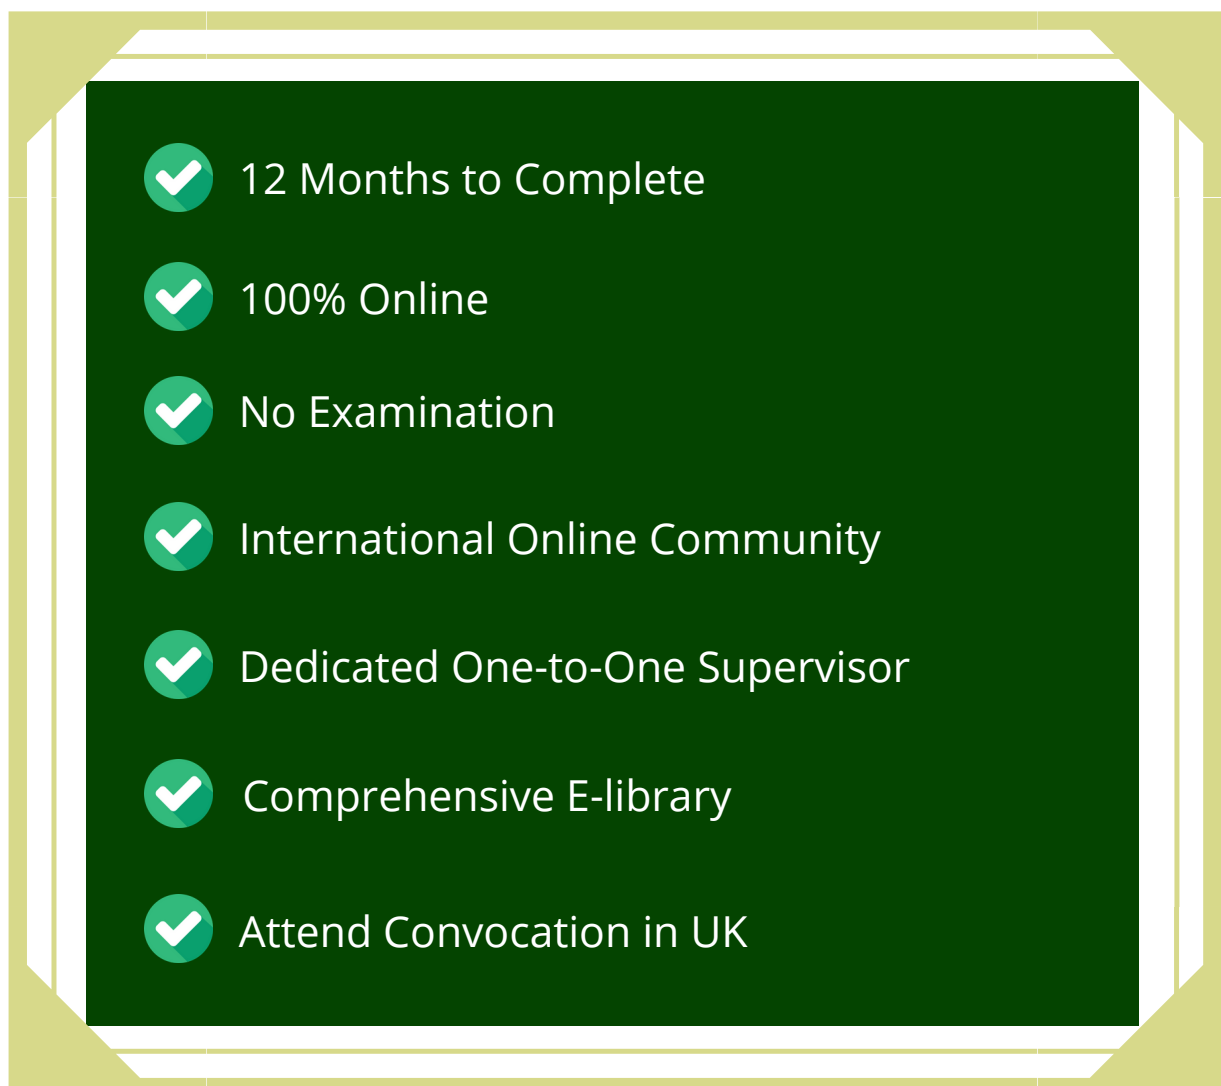 12 Months to Complete
100% Online
No Examination
International Online Community
Dedicated One-to-One Supervisor
Comprehensive E-library
Attend Convocation in UK